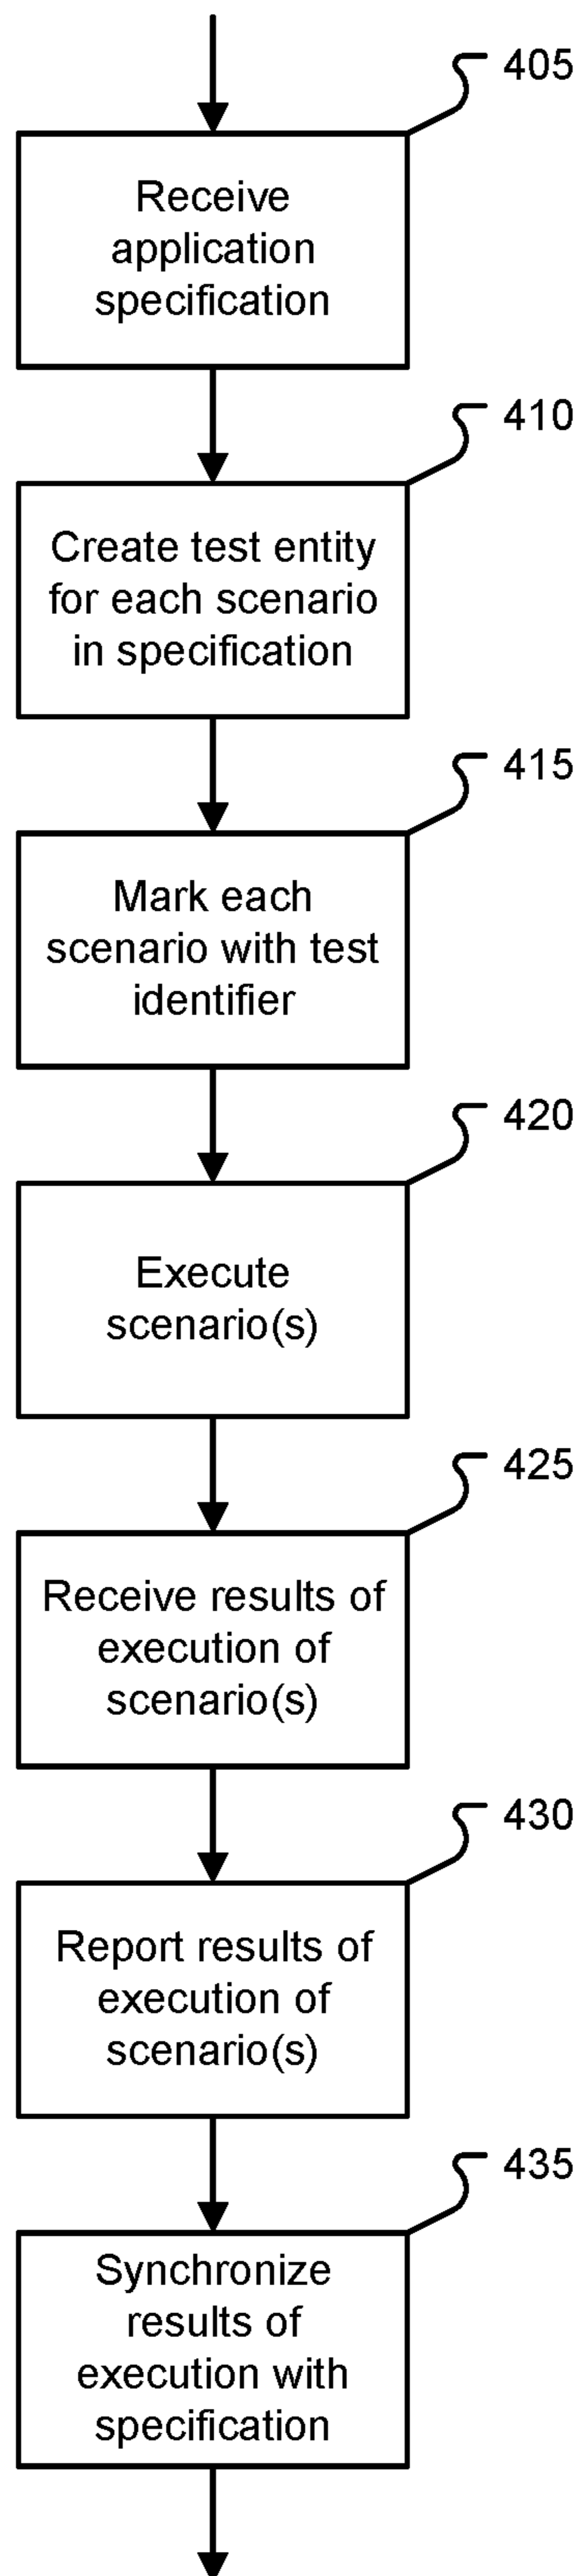 405
Receive
application
specification
410
Create test entity
for each scenario
in specification
415
Mark each
scenario with test
identifier
420
Execute
scenario(s)
425
Receive results of
execution of
scenario(s)
430
Report results of
execution of
scenario(s)
435
Synchronize
results of
execution with
specification